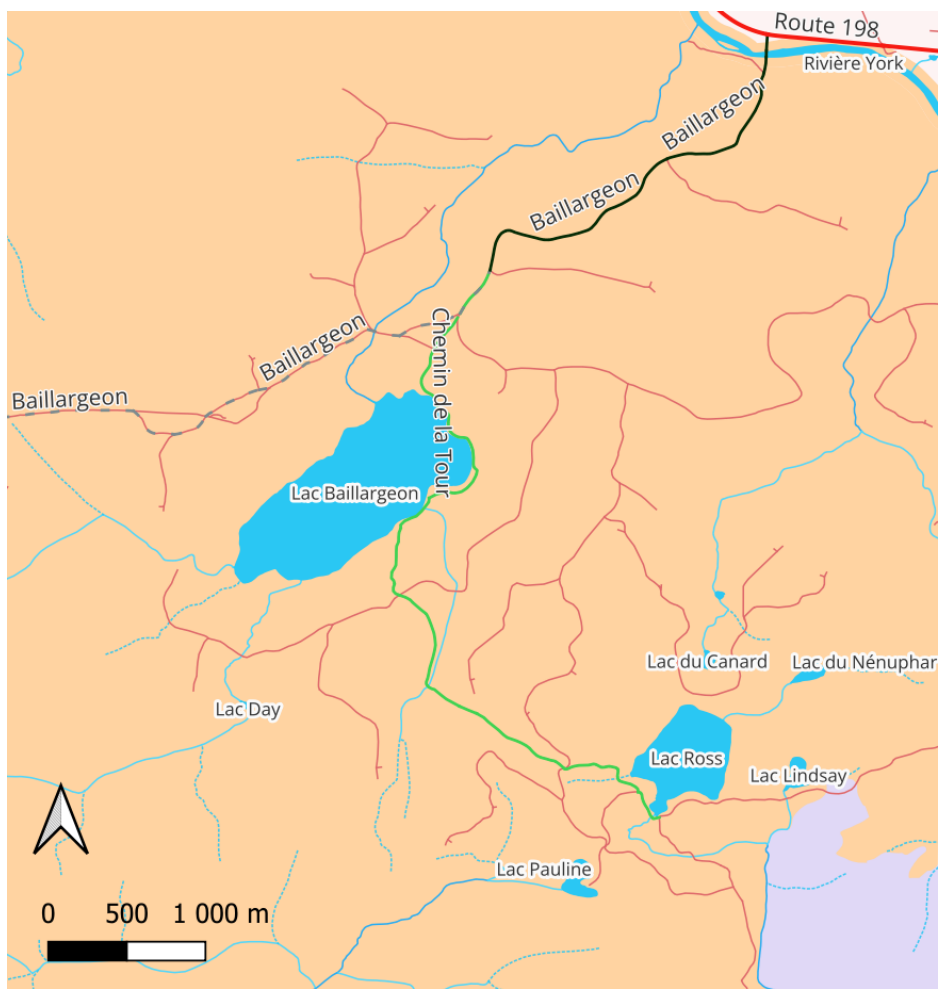 Route 198
Rivière York
Baillargeon
Baillargeon
Chemin de la Tour
Baillargeon
Baillargeon
Lac Baillargeon
Lac du Canard
Lac du Nénuphar
Lac Day
Lac Ross
Lac Lindsay
Lac Pauline
0 500 1 000 m